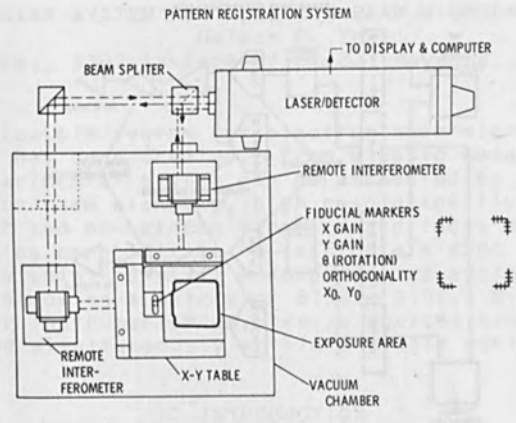 PATTERN REGISTRATION SYSTEM
TO DISPLAY & COMPUTER
BEAM SPLITER
LASER/DETECTOR
REMOTE INTERFEROMETER
FIDUCIAL MARKERS
X GAIN
Y GAIN
θ (ROTATION)
ORTHOGONALITY
X0, Y0
EXPOSURE AREA
REMOTE
INTER-
FEROMETER
X-Y TABLE
VACUUM
CHAMBER